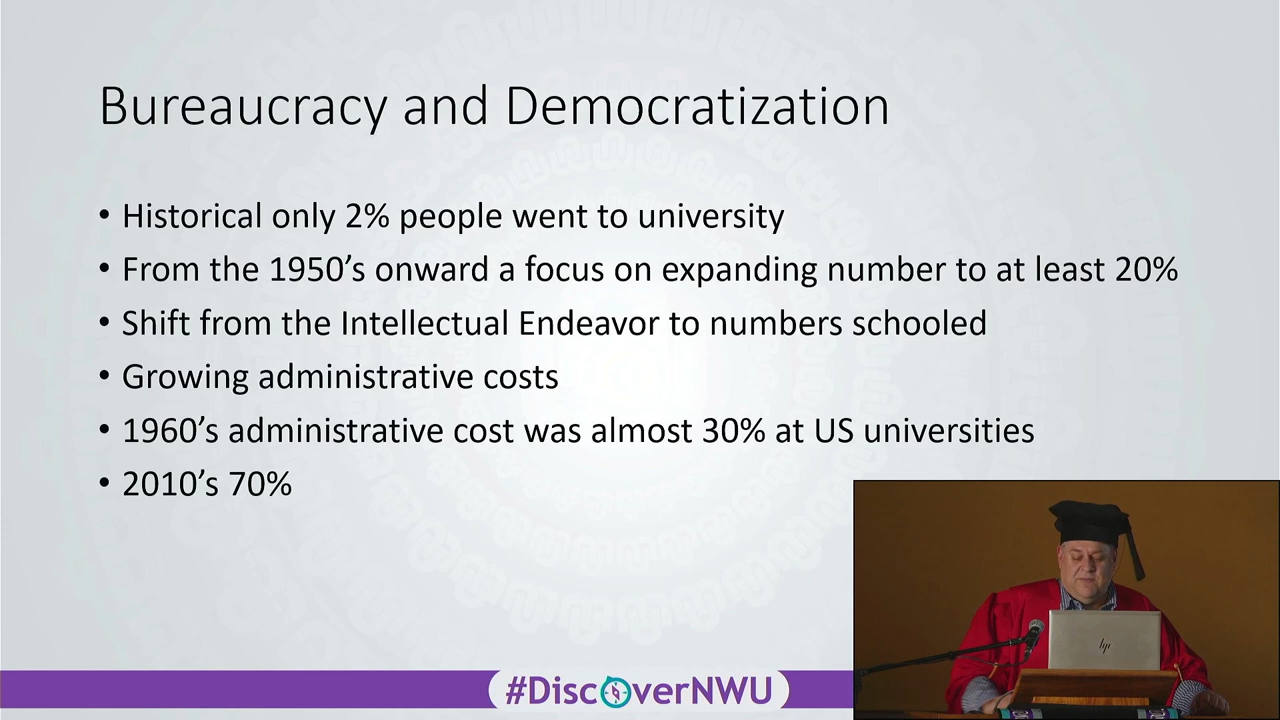 Bureaucracy and Democratization
• Historical only 2% people went to university
• From the 1950’s onward a focus on expanding number to at least 20%
• Shift from the Intellectual Endeavor to numbers schooled
• Growing administrative costs
• 1960’s administrative cost was almost 30% at US universities
• 2010’s 70%
#DiscoverNWU
hp